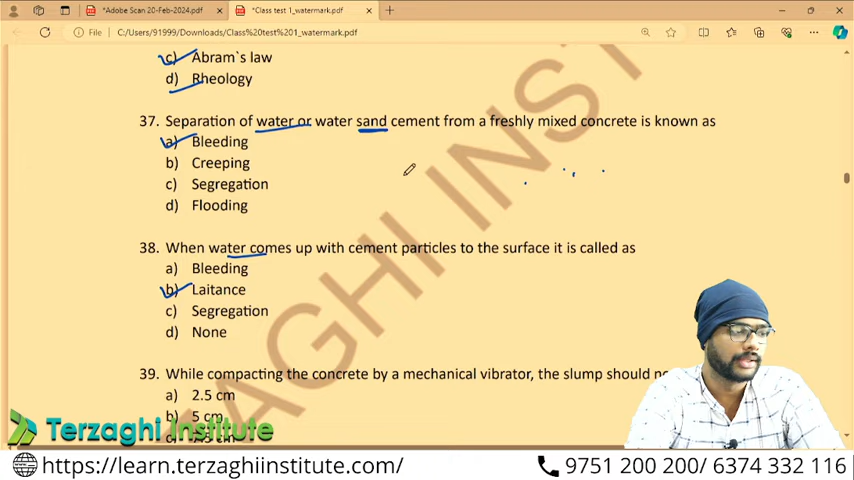 *Adobe Scan 20-Feb-2024.pdf
*Class test 1_watermark.pdf
File
C:/Users/91999/Downloads/Class%20test%201_watermark.pdf
c) Abram`s law
d) Rheology
37. Separation of water or water sand cement from a freshly mixed concrete is known as
a) Bleeding
b) Creeping
c) Segregation
d) Flooding
38. When water comes up with cement particles to the surface it is called as
a) Bleeding
b) Laitance
c) Segregation
d) None
39. While compacting the concrete by a mechanical vibrator, the slump should
a) 2.5 cm
b) 5 cm
Terzaghi Institute
https://learn.terzaghiinstitute.com/
9751 200 200/ 6374 332 116